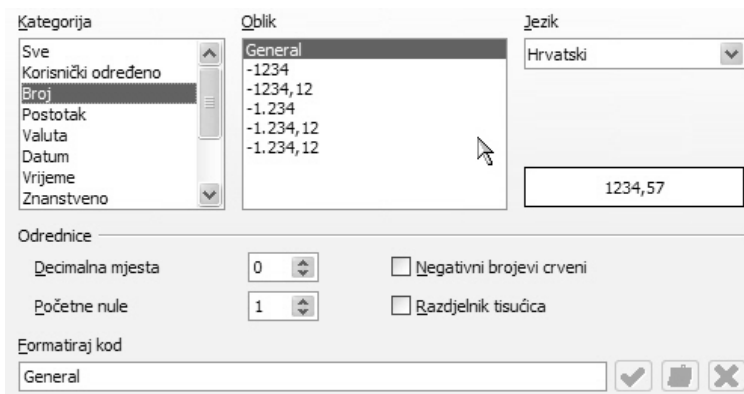 Kategorija
Sve
Korisnički određeno
Broj
Postotak
Valuta
Datum
Vrijeme
Znanstveno
Oblik
General
-1234
-1234,12
-1.234
-1.234,12
-1.234,12
Jezik
Hrvatski
1234,57
Odrednice
Decimalna mjesta 0
Negativni brojevi crveni
Početne nule 1
Razdjelnik tisućica
Formatiraj kod
General